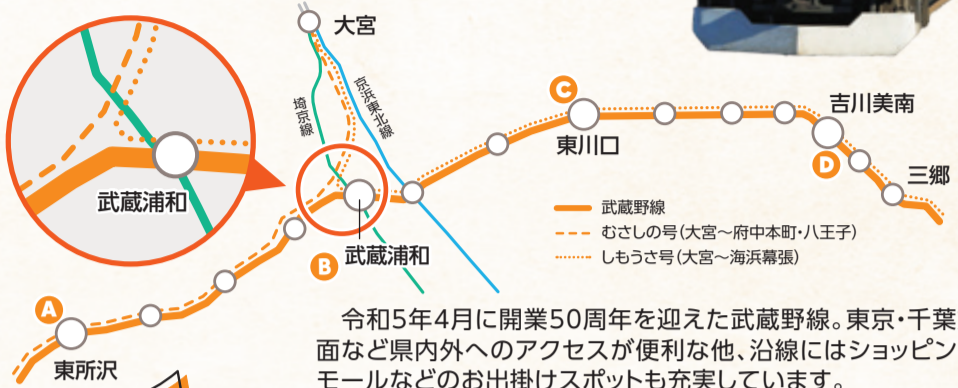 大宮
埼京線
京浜東北線
武蔵浦和
C
東川口
吉川美南
D
三郷
武蔵野線
むさしの号(大宮～府中本町・八王子)
しもうさ号(大宮～海浜幕張)
B
武蔵浦和
A
東所沢
令和5年4月に開業50周年を迎えた武蔵野線。東京・千葉
面など県内外へのアクセスが便利な他、沿線にはショッピン
モールなどのお出掛けスポットも充実しています。